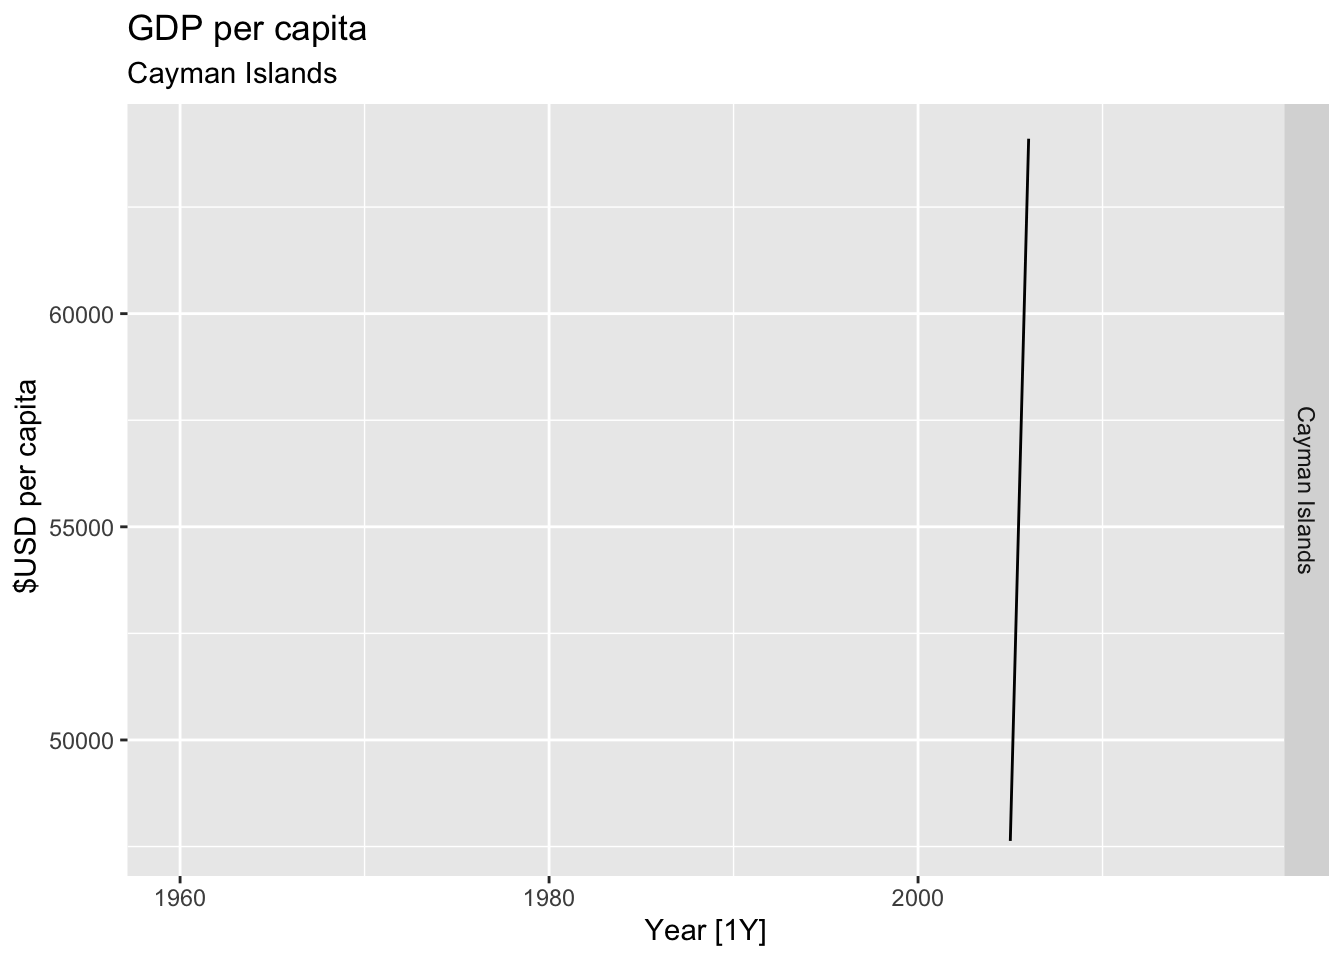 GDP per capita
Cayman Islands
60000
55000
50000
$USD per capita
Cayman Islands
1960 1980 2000
Year [1Y]